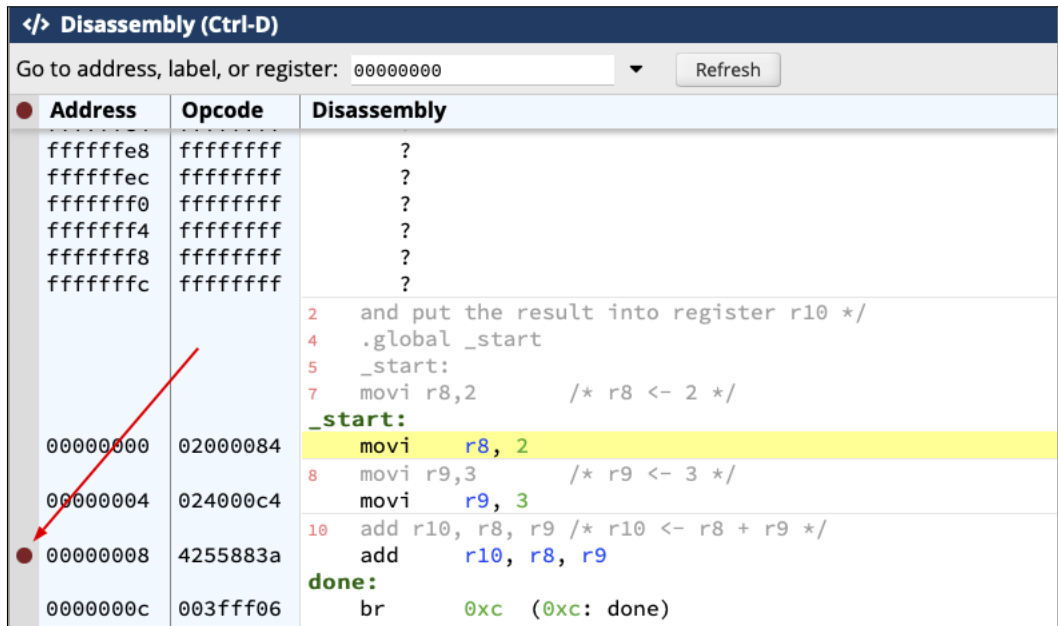 </> Disassembly (Ctrl-D)
Go to address, label, or register: 00000000 Refresh
Address Opcode Disassembly
ffffffe8 ffffffff ?
ffffffec ffffffff ?
fffffff0 ffffffff ?
fffffff4 ffffffff ?
fffffff8 ffffffff ?
fffffffc ffffffff ?
2 and put the result into register r10 */
4 .global _start
5 _start:
7 movi r8,2 /* r8 <- 2 */
_start:
00000000 02000084 movi r8, 2
8 movi r9,3 /* r9 <- 3 */
00000004 024000c4 movi r9, 3
10 add r10, r8, r9 /* r10 <- r8 + r9 */
00000008 4255883a add r10, r8, r9
done:
0000000c 003fff06 br 0xc (0xc: done)